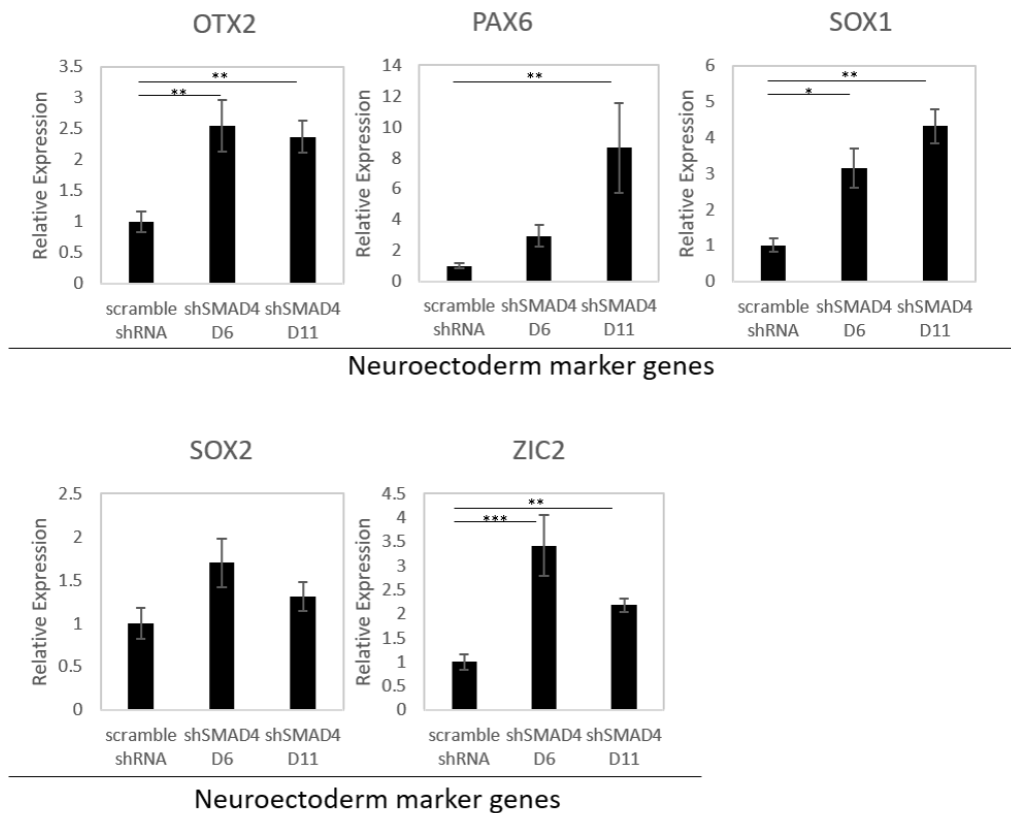 OTX2
PAX6
SOX1
Relative Expression
3.5
3
2.5
2
1.5
1
0.5
0
**
**
scramble shSMAD4 shSMAD4
shRNA D6 D11
Relative Expression
14
12
10
8
6
4
2
0
**
scramble shSMAD4 shSMAD4
shRNA D6 D11
Relative Expression
6
5
4
3
2
1
0
**
*
scramble shSMAD4 shSMAD4
shRNA D6 D11
Neuroectoderm marker genes
SOX2
ZIC2
Relative Expression
2.5
2
1.5
1
0.5
0
scramble shSMAD4 shSMAD4
shRNA D6 D11
Relative Expression
4.5
4
3.5
3
2.5
2
1.5
1
0.5
0
**
***
scramble shSMAD4 shSMAD4
shRNA D6 D11
Neuroectoderm marker genes